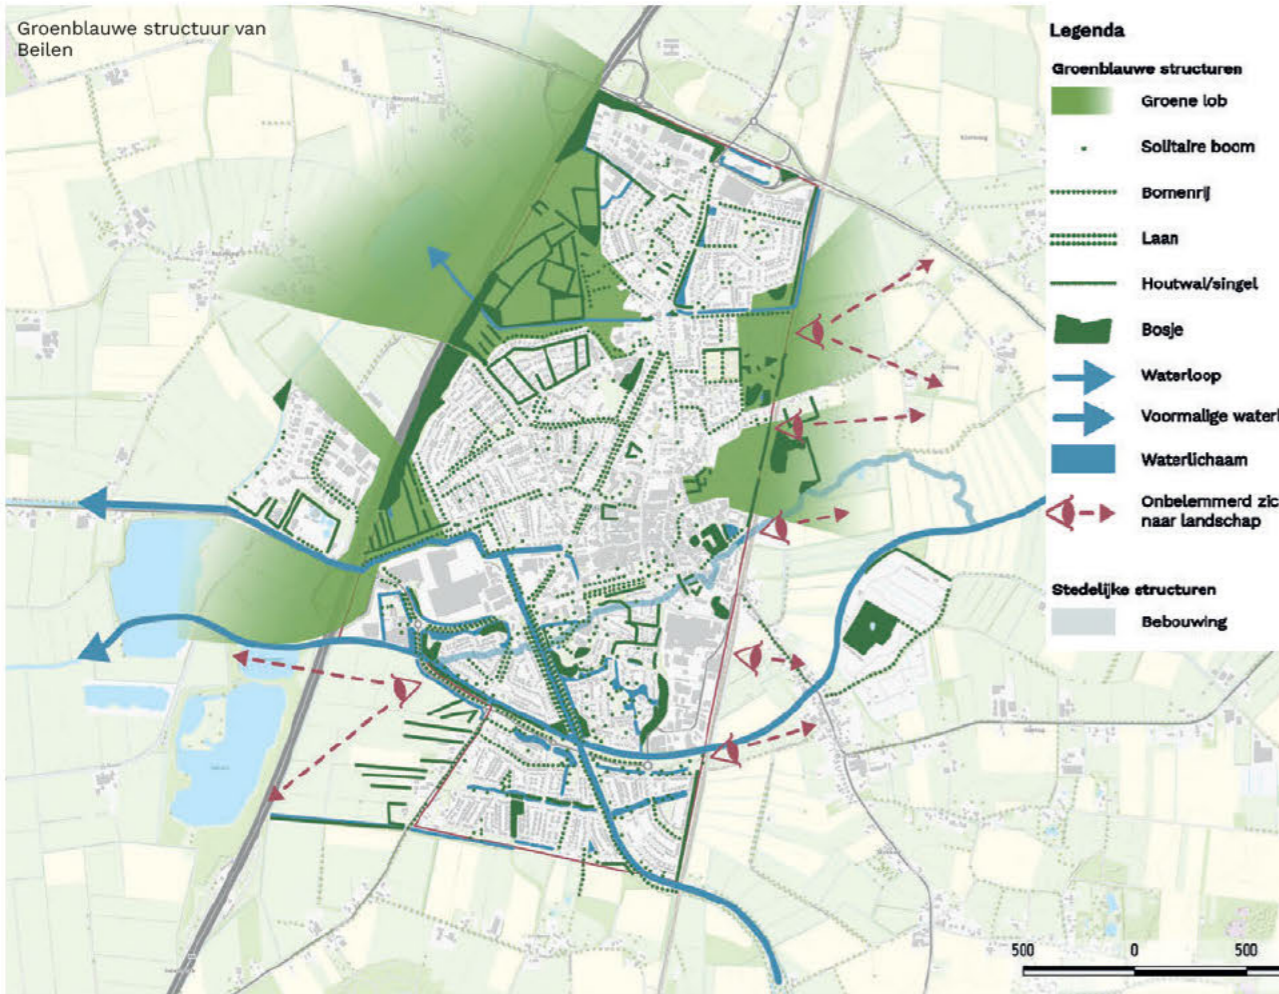 Groenblauwe structuur van
Beilen
Legenda
Groenblauwe structuren
Groene lob
Solitaire boom
Bomenrij
Laan
Houtwal/singel
Bosje
Waterloop
Voormalige waterl
Waterlichaam
Onbelemmerd zic
naar landschap
Stedelijke structuren
Bebouwing
500 0 500